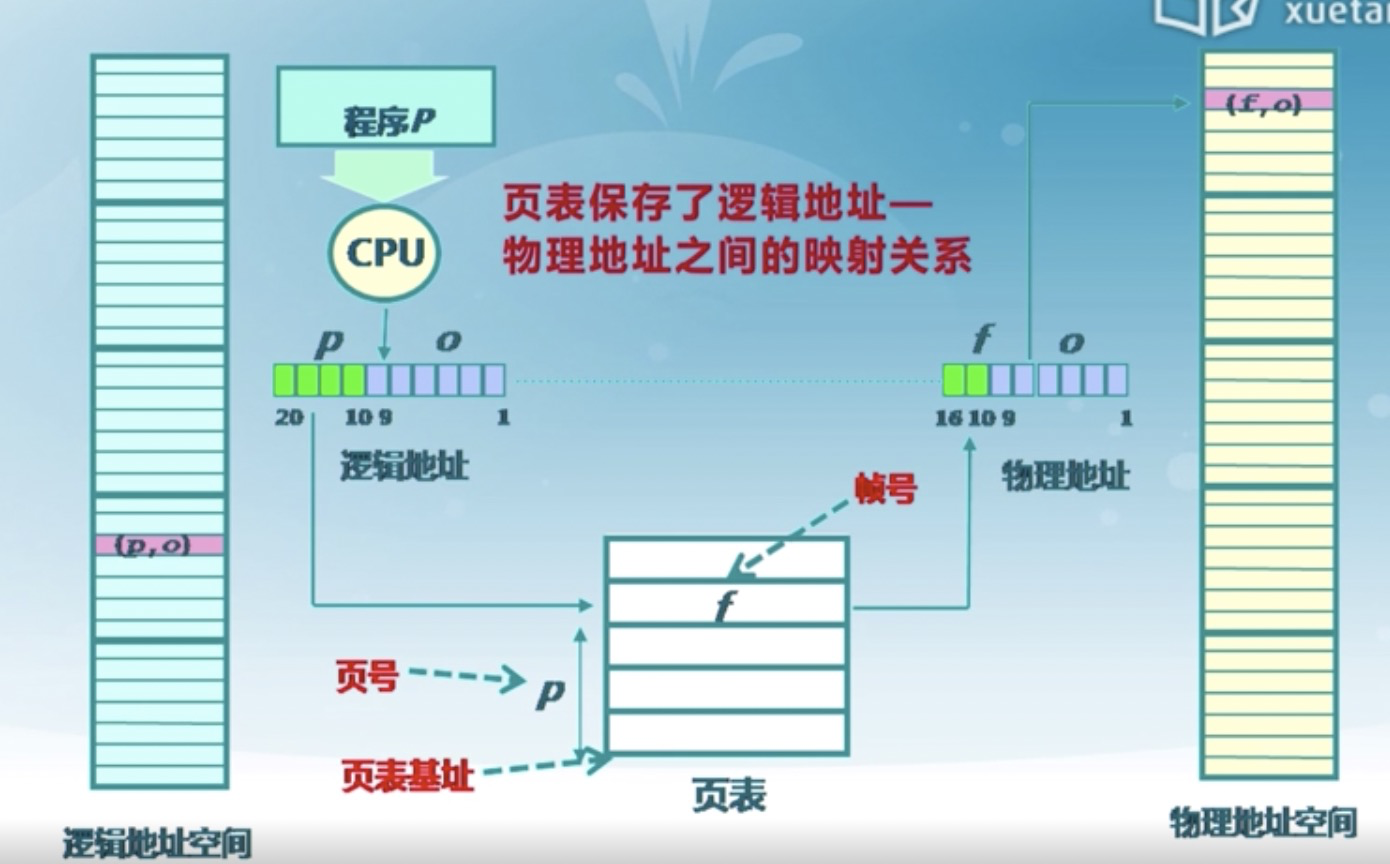 xueta
程序P
CPU
页表保存了逻辑地址—
物理地址之间的映射关系
(f,o)
p o
20 10 9 1
逻辑地址
f o
16 10 9 1
物理地址
(p,o)
帧号
f
页号
p
页表基址
页表
逻辑地址空间
物理地址空间